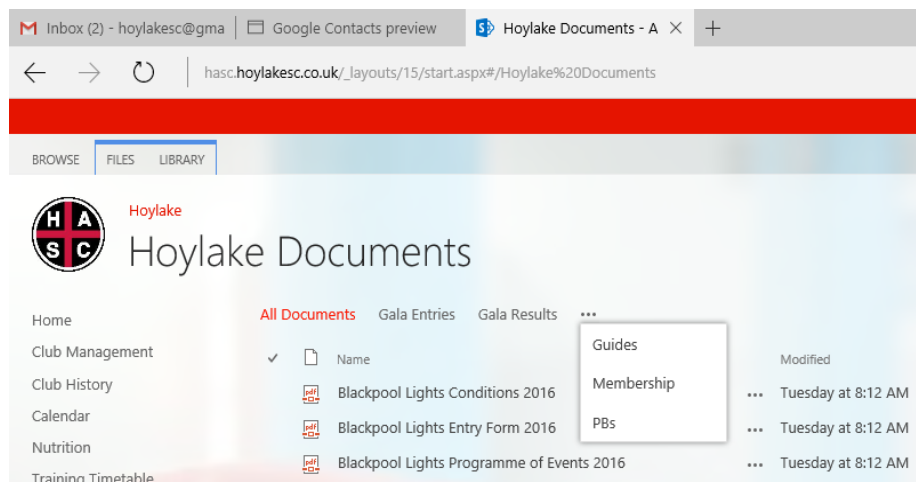 Inbox (2) - hoylakesc@gma Google Contacts preview Hoylake Documents - A
hasc.hoylakesc.co.uk/_layouts/15/start.aspx#/Hoylake%20Documents
BROWSE FILES LIBRARY
H A
S C
Hoylake
Hoylake Documents
Home
Club Management
Club History
Calendar
Nutrition
Training Timetable
All Documents Gala Entries Gala Results ...
Guides
Membership
PBs
Name Modified
Blackpool Lights Conditions 2016 ... Tuesday at 8:12 AM
Blackpool Lights Entry Form 2016 ... Tuesday at 8:12 AM
Blackpool Lights Programme of Events 2016 ... Tuesday at 8:12 AM